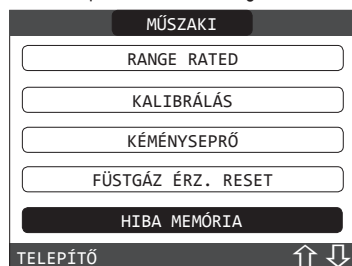 MŰSZAKI
RANGE RATED
KALIBRÁLÁS
KÉMÉNYSEPRŐ
FÜSTGÁZ ÉRZ. RESET
HIBA MEMÓRIA
TELEPÍTŐ